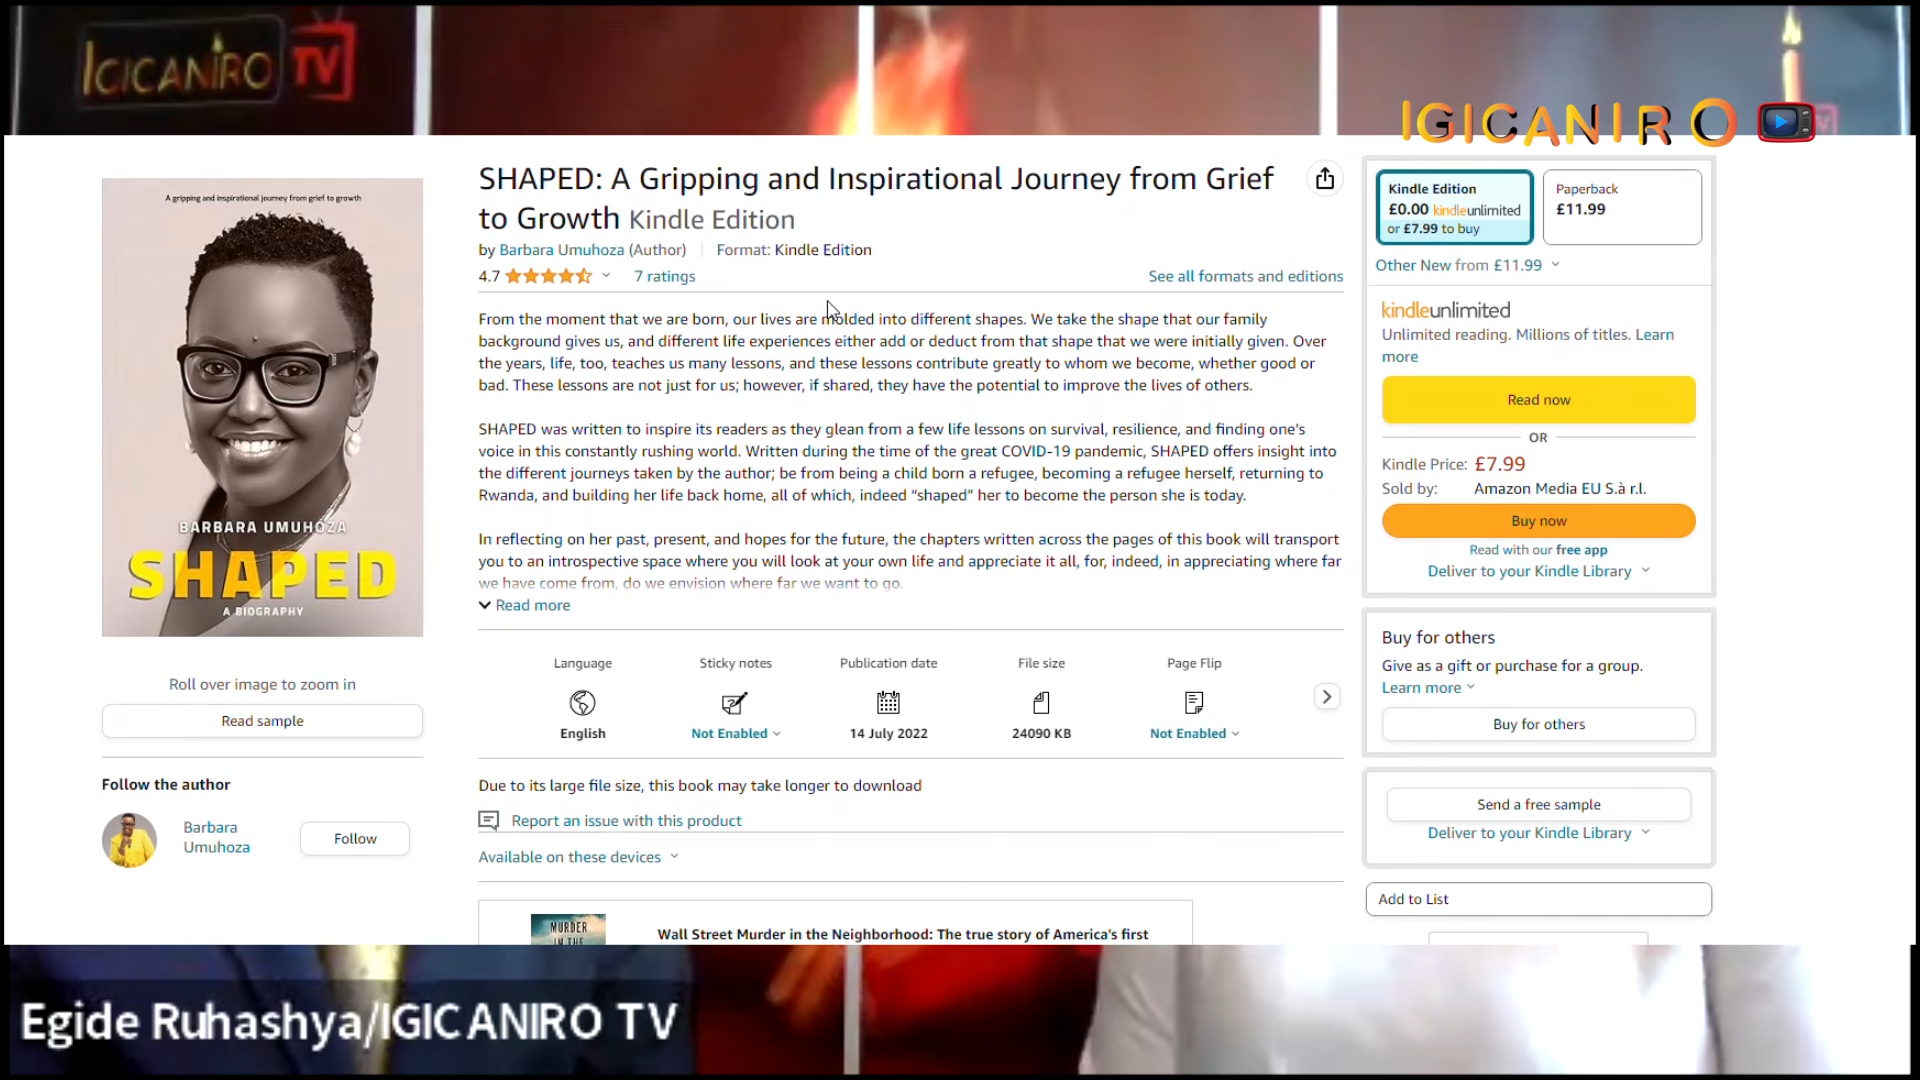 IGICANIRO TV
IGICANIRO
SHAPED: A Gripping and Inspirational Journey from Grief
to Growth Kindle Edition
by Barbara Umuhoza (Author) Format: Kindle Edition
4.7 7 ratings
See all formats and editions
From the moment that we are born, our lives are molded into different shapes. We take the shape that our family
background gives us, and different life experiences either add or deduct from that shape that we were initially given. Over
the years, life, too, teaches us many lessons, and these lessons contribute greatly to whom we become, whether good or
bad. These lessons are not just for us; however, if shared, they have the potential to improve the lives of others.
SHAPED was written to inspire its readers as they glean from a few life lessons on survival, resilience, and finding one's
voice in this constantly rushing world. Written during the time of the great COVID-19 pandemic, SHAPED offers insight into
the different journeys taken by the author; be from being a child born a refugee, becoming a refugee herself, returning to
Rwanda, and building her life back home, all of which, indeed “shaped” her to become the person she is today.
In reflecting on her past, present, and hopes for the future, the chapters written across the pages of this book will transport
you to an introspective space where you will look at your own life and appreciate it all, for, indeed, in appreciating where far
we have come from, do we envision where far we want to go.
Read more
A gripping and inspirational journey from grief to growth
BARBARA UMUHOZA
SHAPED
A BIOGRAPHY
Roll over image to zoom in
Read sample
Follow the author
Barbara
Umuhoza
Follow
Language
English
Sticky notes
Not Enabled
Publication date
14 July 2022
File size
24090 KB
Page Flip
Not Enabled
Due to its large file size, this book may take longer to download
Report an issue with this product
Available on these devices
MURDER
IN THE
Wall Street Murder in the Neighborhood: The true story of America's first
Kindle Edition
£0.00 kindleunlimited
or £7.99 to buy
Paperback
£11.99
Other New from £11.99
kindleunlimited
Unlimited reading. Millions of titles. Learn
more
Read now
OR
Kindle Price: £7.99
Sold by: Amazon Media EU S.à r.l.
Buy now
Read with our free app
Deliver to your Kindle Library
Buy for others
Give as a gift or purchase for a group.
Learn more
Buy for others
Send a free sample
Deliver to your Kindle Library
Add to List
Egide Ruhashya/IGICANIRO TV